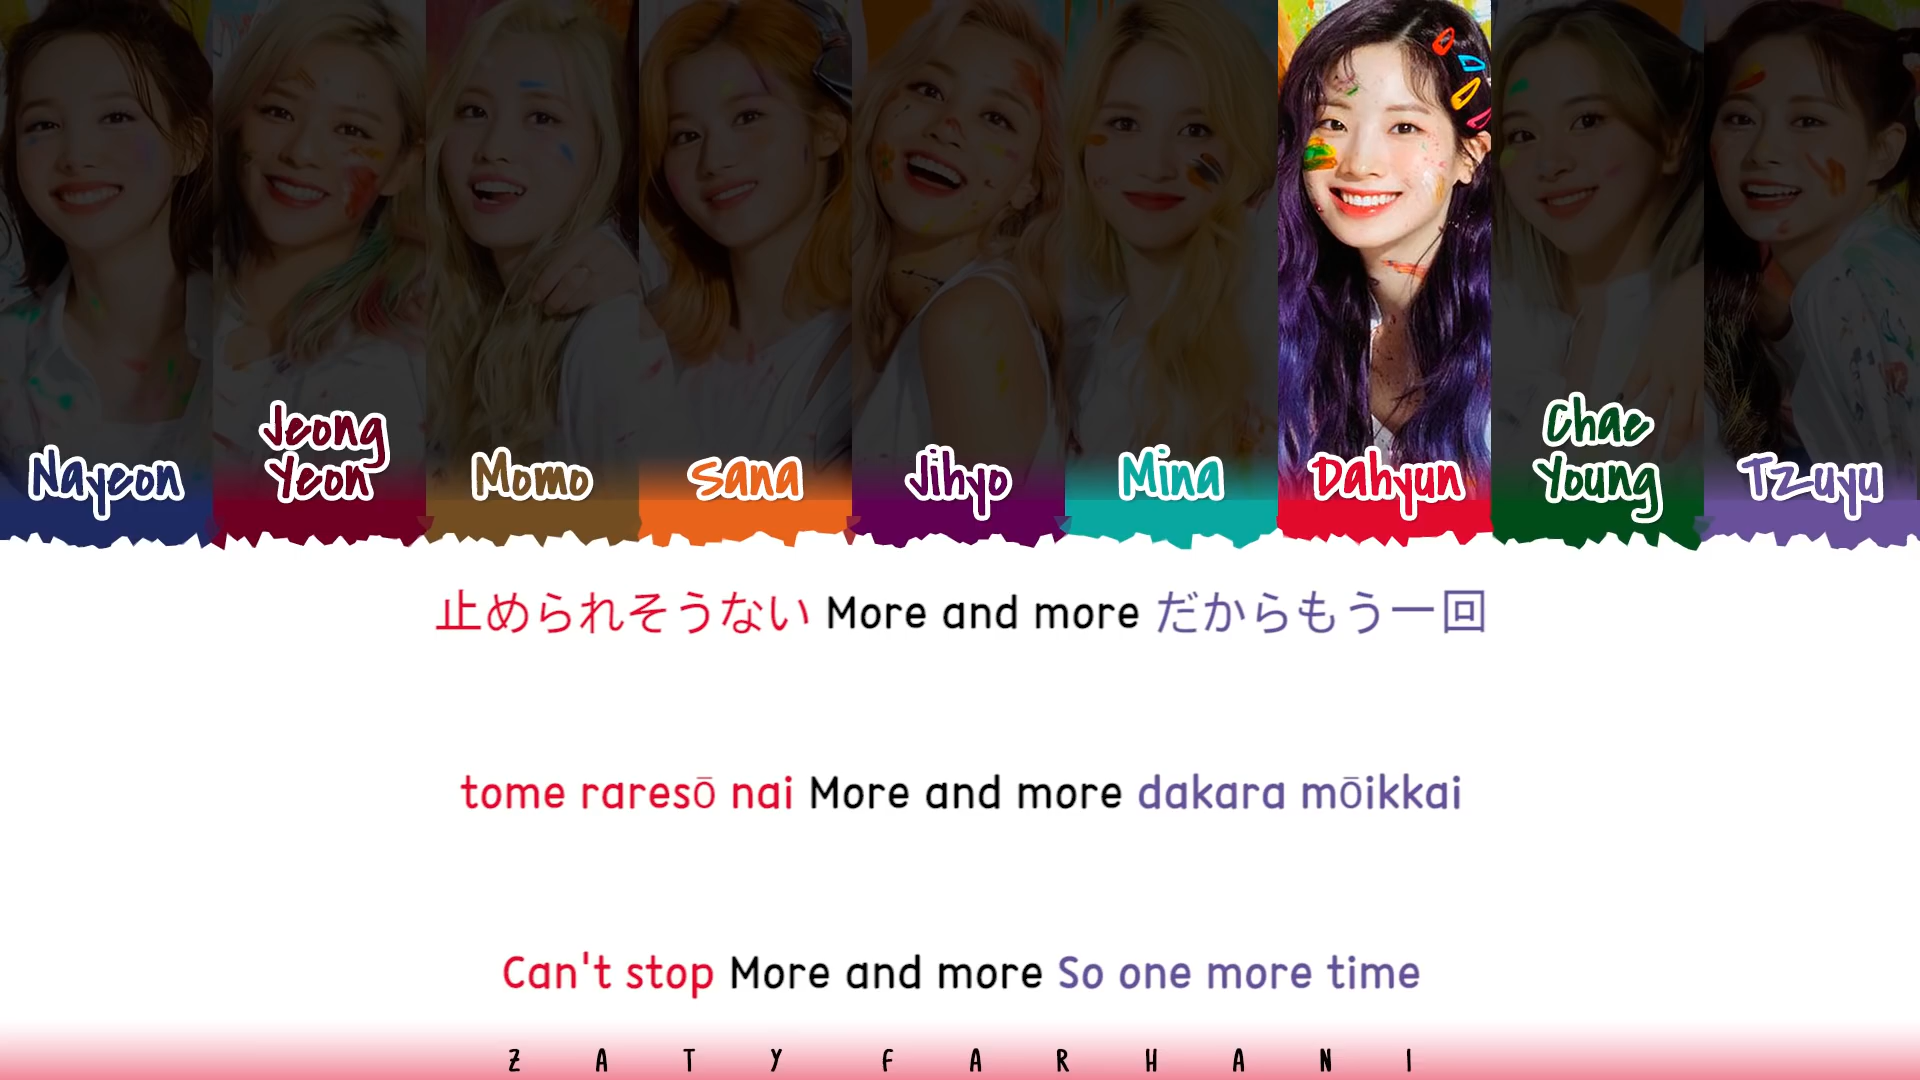 Nayeon
Jeong
Yeon
Momo
Sana
Jihyo
Mina
Dahyun
Chae
Young
Tzuyu
止められそうない More and more だからもう一回
tome raresō nai More and more dakara mōikkai
Can't stop More and more So one more time
ZATY FARHANI